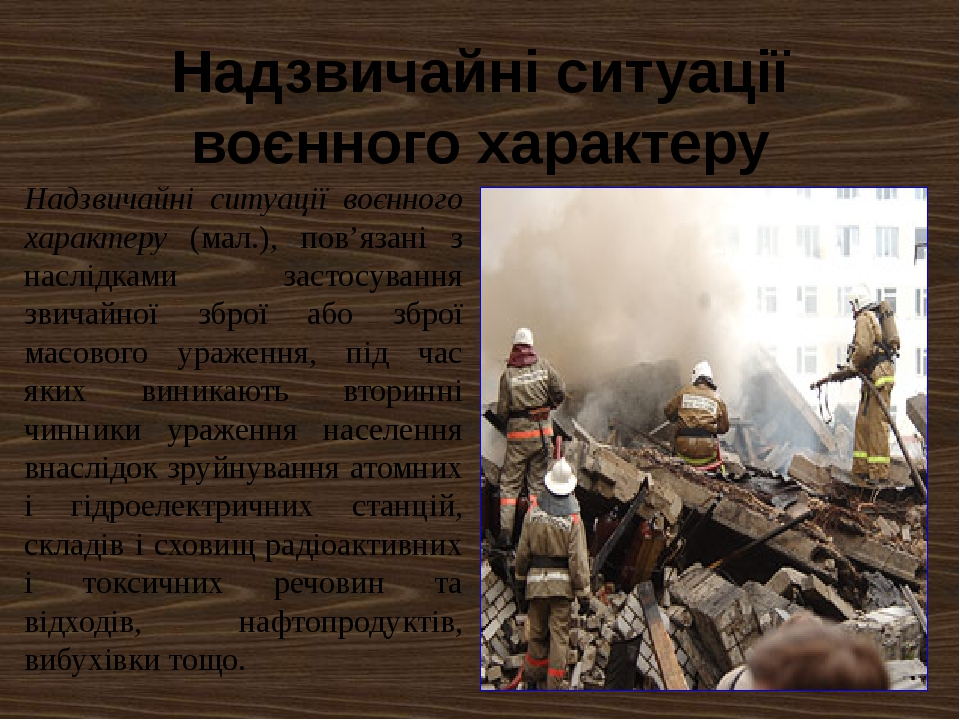 Надзвичайні ситуації
воєнного характеру
Надзвичайні ситуації воєнного
характеру (мал.), пов’язані з
наслідками застосування
звичайної зброї або зброї
масового ураження, під час
яких виникають вторинні
чинники ураження населення
внаслідок зруйнування атомних
і гідроелектричних станцій,
складів і сховищ радіоактивних
і токсичних речовин та
відходів, нафтопродуктів,
вибухівки тощо.